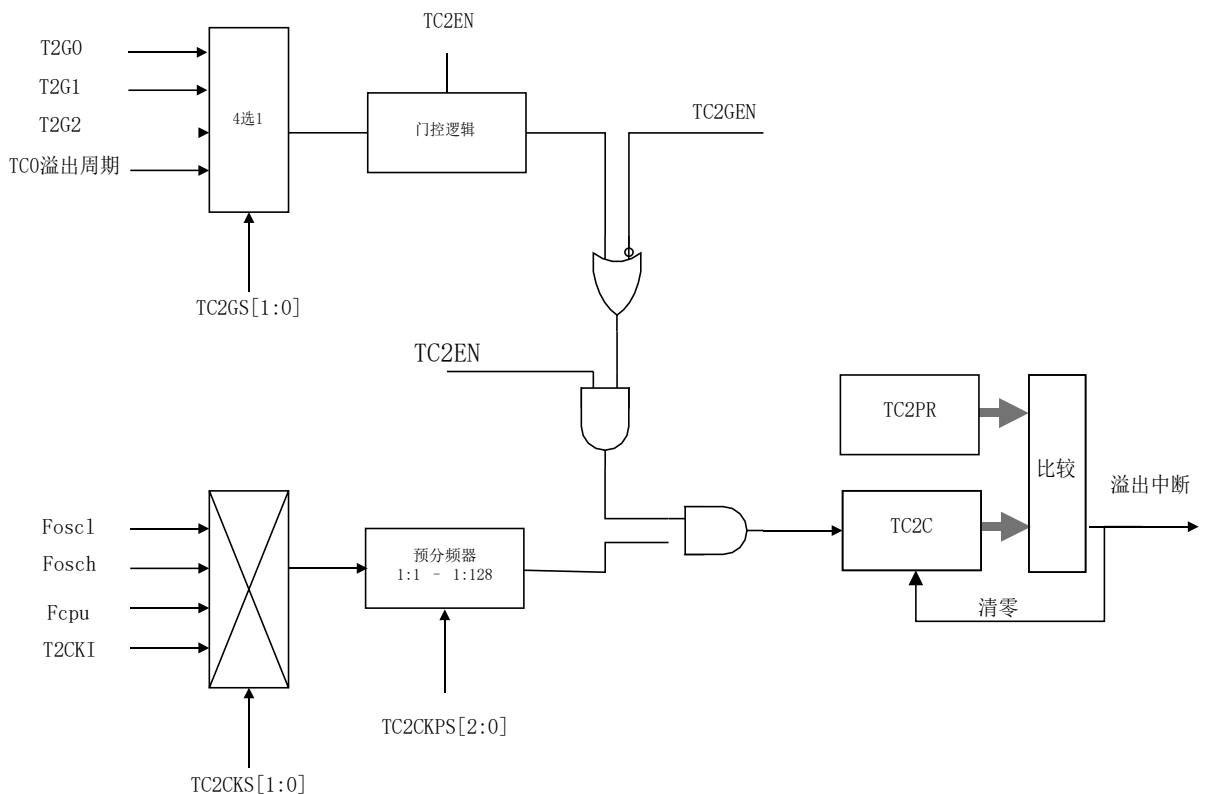 TC2EN
T2G0
T2G1
T2G2
TC0溢出周期
4选1
门控逻辑
TC2GEN
TC2GS[1:0]
TC2EN
TC2PR
比较
溢出中断
TC2C
清零
Foscl
Fosch
Fcpu
T2CKI
预分频器
1:1 - 1:128
TC2CKPS[2:0]
TC2CKS[1:0]